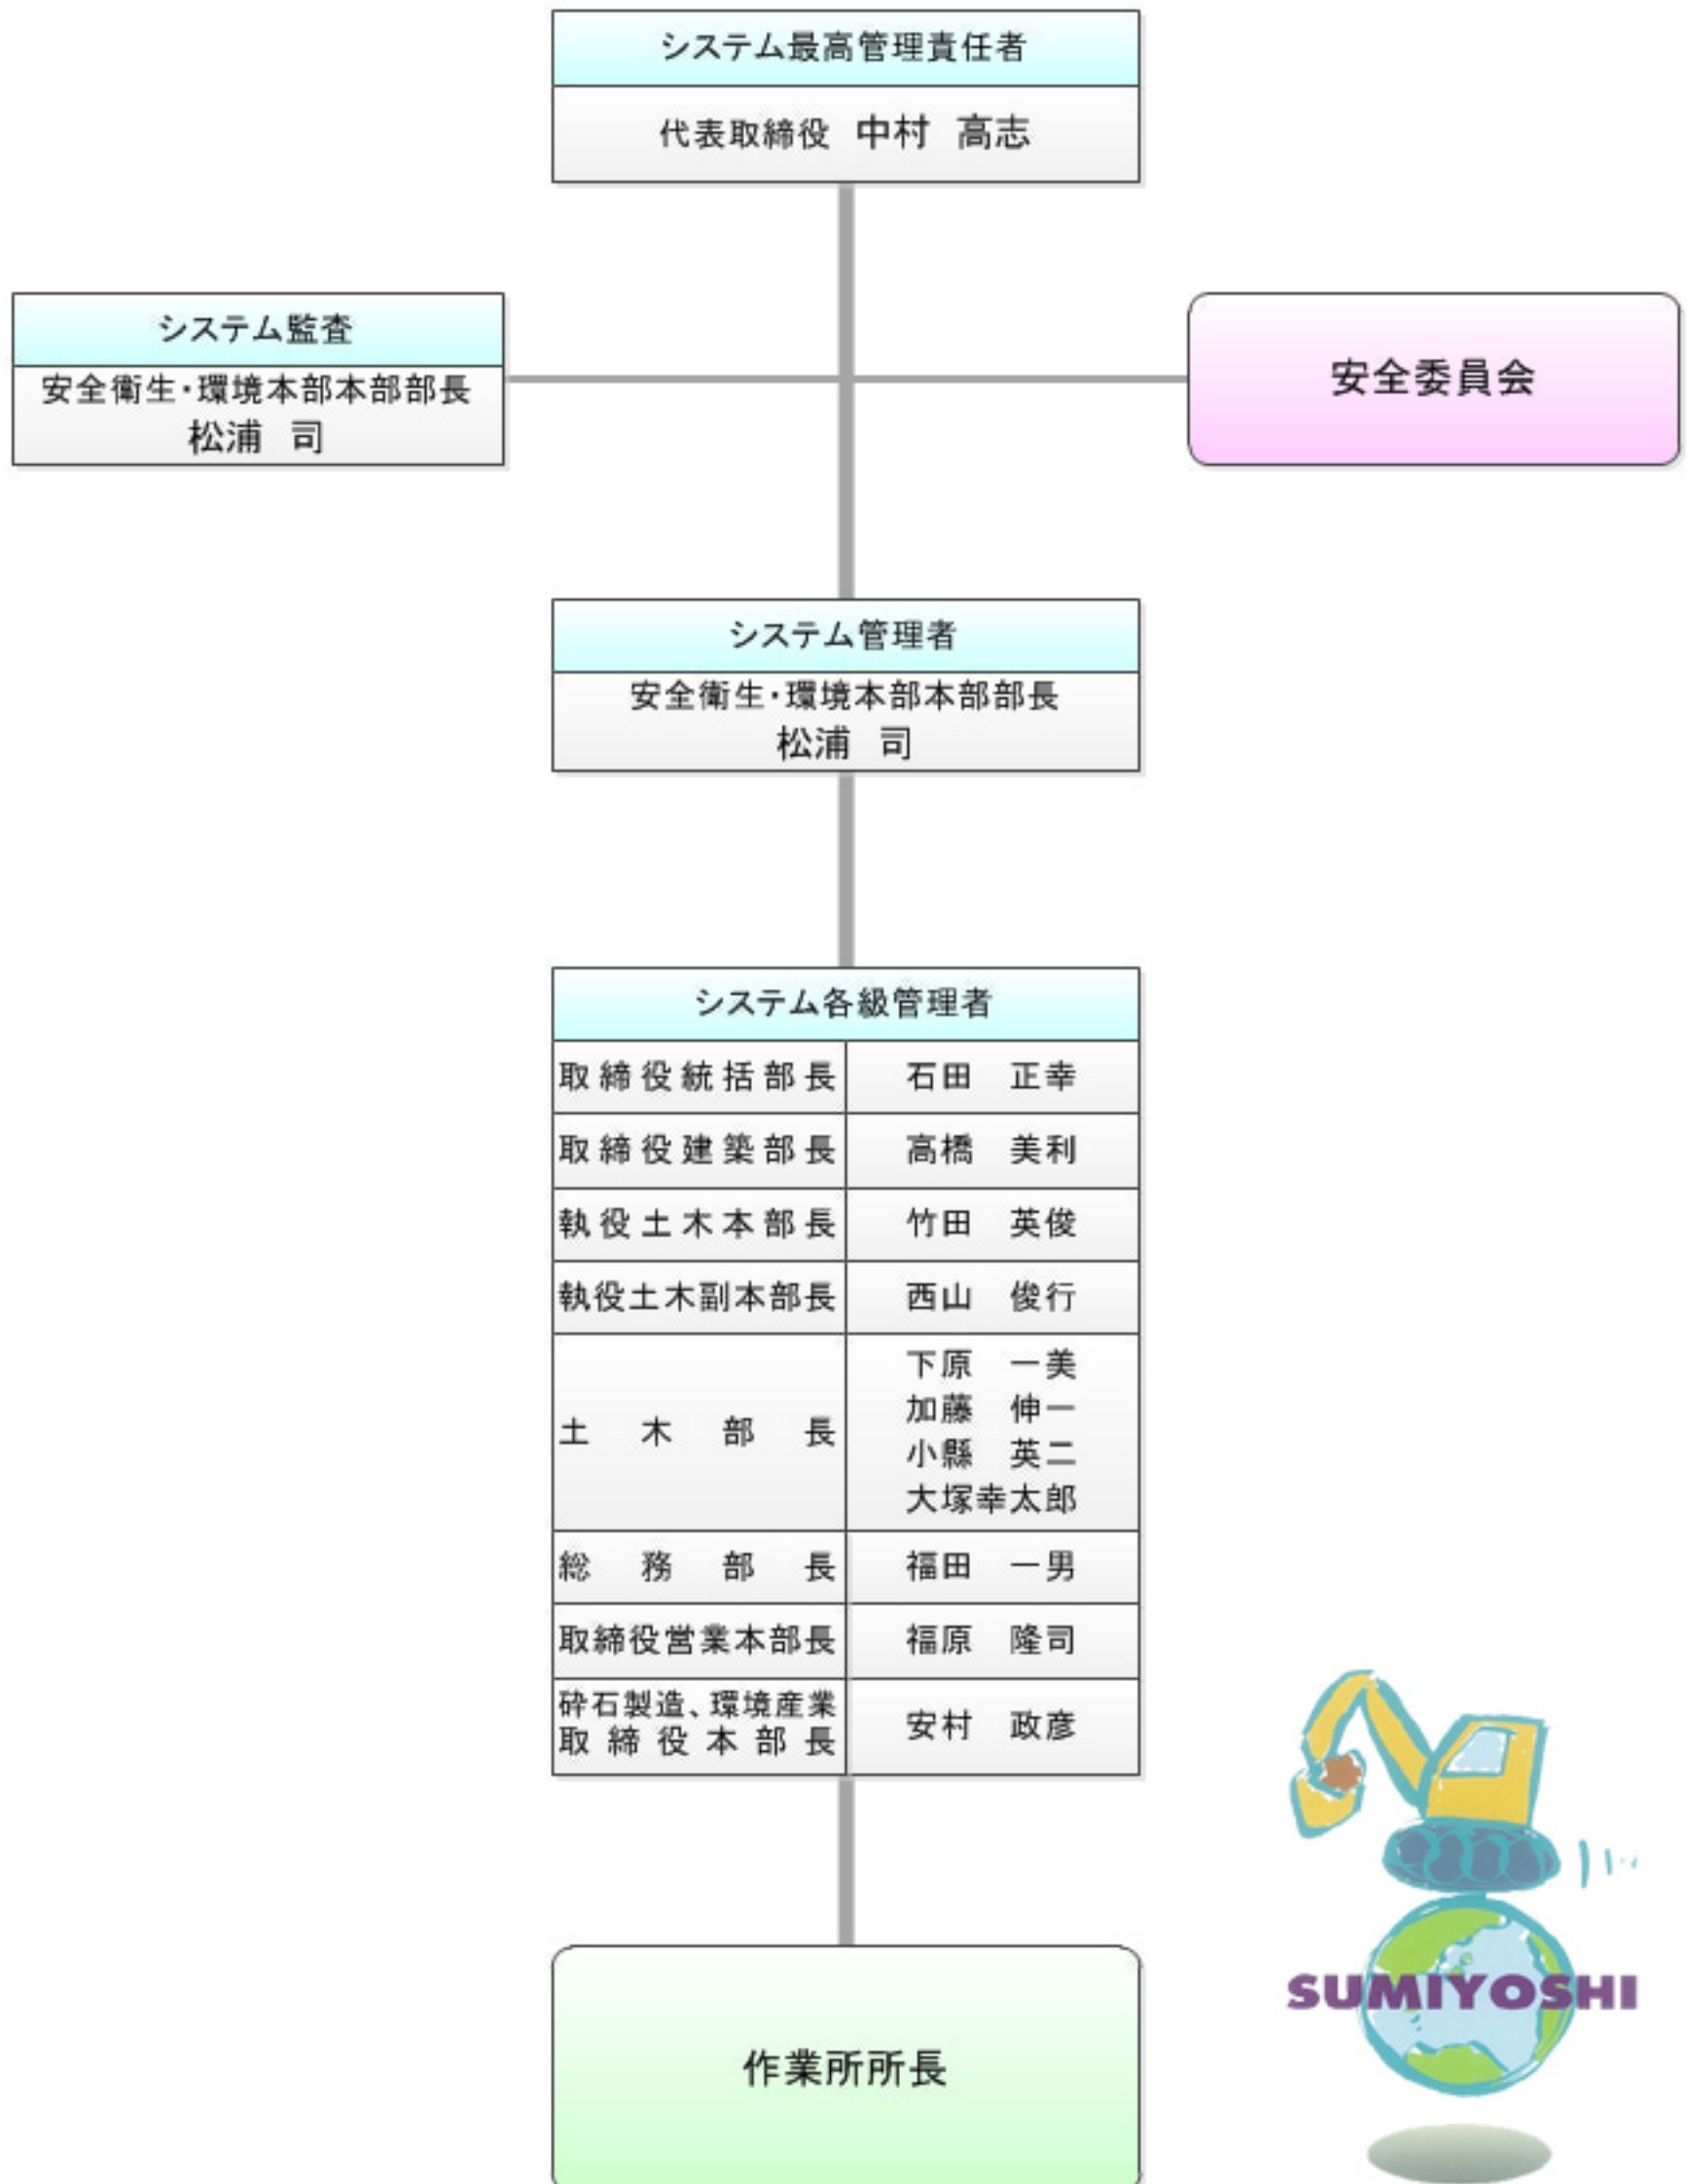 システム最高管理責任者
代表取締役 中村 高志
システム監査
安全衛生・環境本部本部部長
松浦 司
安全委員会
システム管理者
安全衛生・環境本部本部部長
松浦 司
システム各級管理者
取締役統括部長 石田 正幸
取締役建築部長 高橋 美利
執役土木本部長 竹田 英俊
執役土木副本部長 西山 俊行
土木部長
下原 一美
加藤 伸一
小縣 英二
大塚幸太郎
総務部長 福田 一男
取締役営業本部長 福原 隆司
砕石製造、環境産業
取締役本部長
安村 政彦
作業所所長
SUMIYOSHI